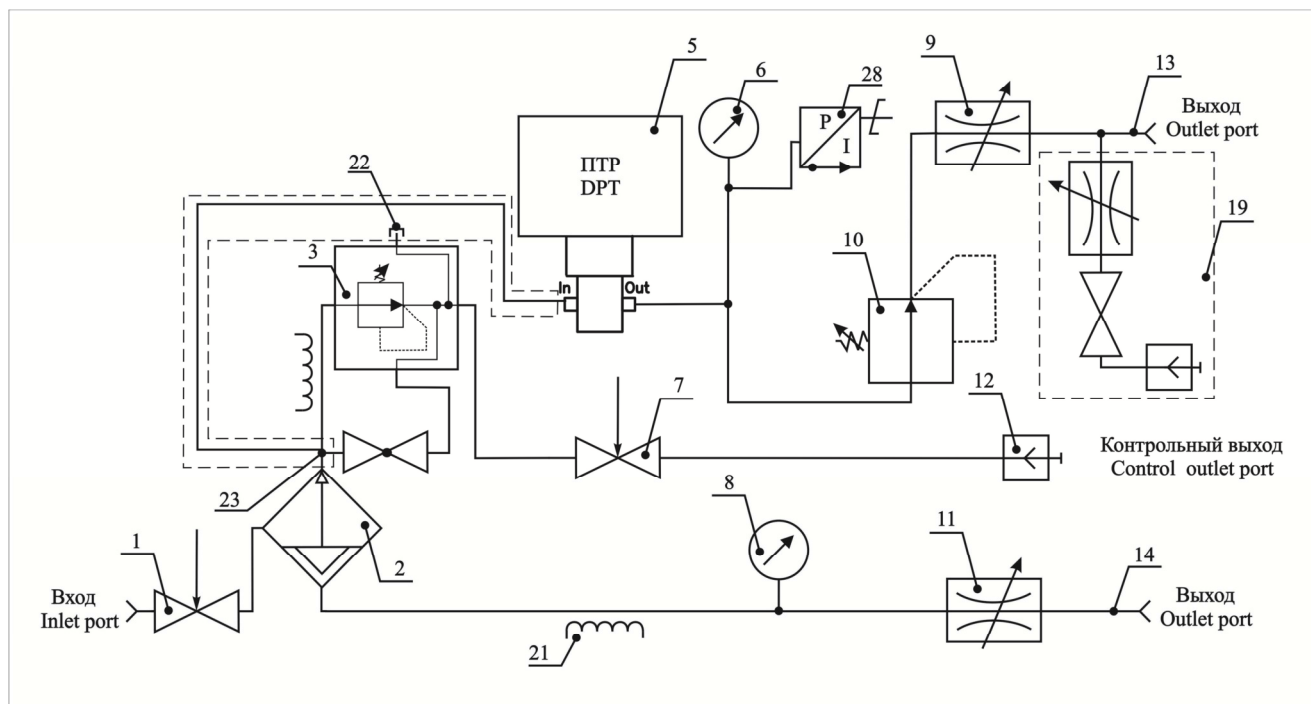 5
6
28
9
13
Выход
Outlet port
P
I
ПТР
DPT
22
3
In
Out
10
19
7
12
Контрольный выход
Control outlet port
23
8
11
14
1
2
Вход
Inlet port
Выход
Outlet port
21